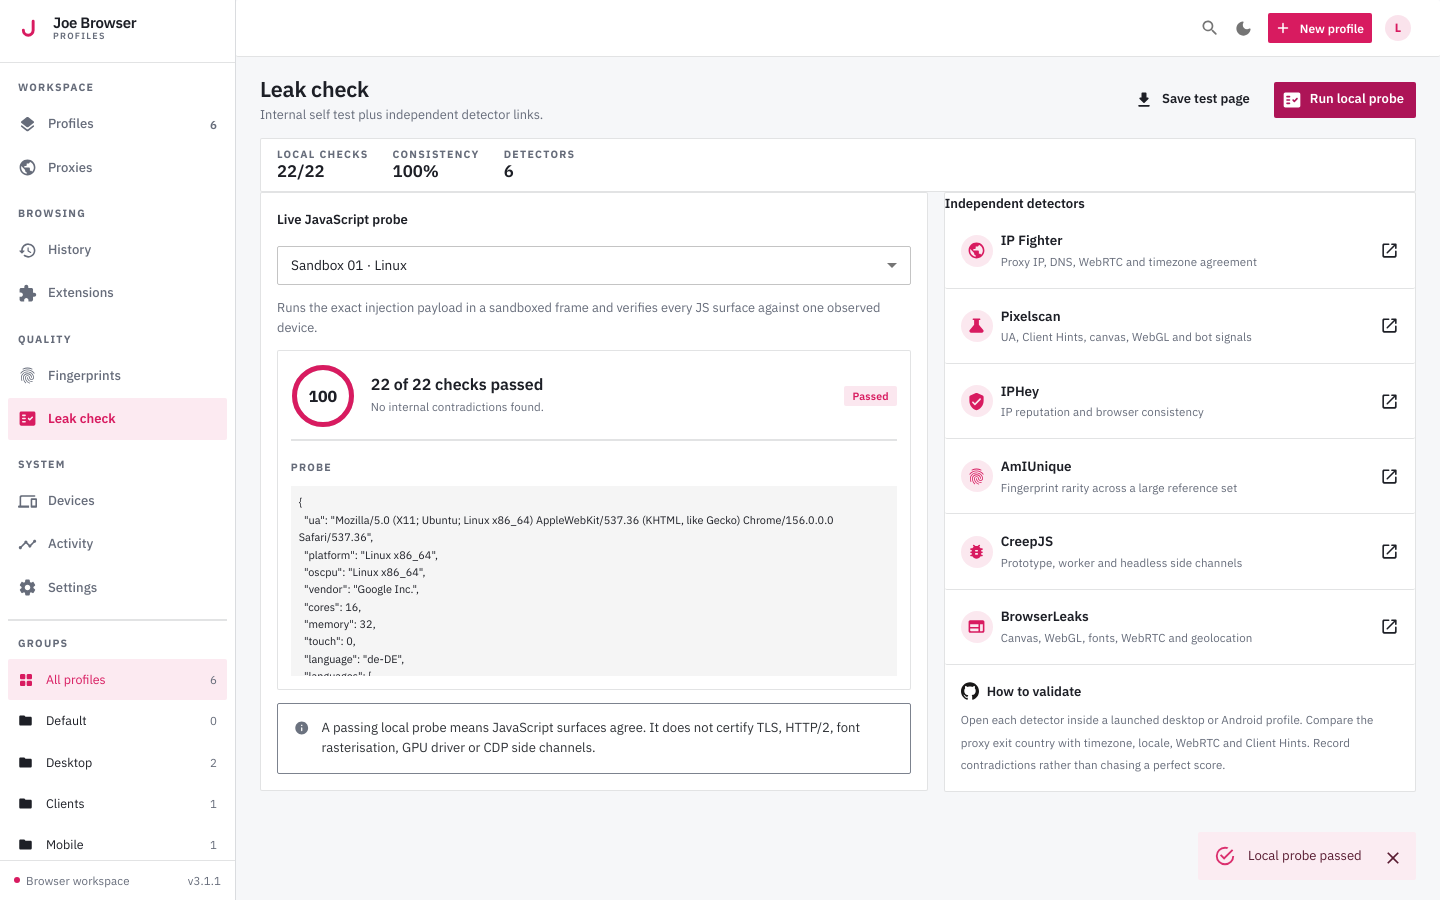 Joe Browser
PROFILES
New profile
L
WORKSPACE
Profiles
6
Proxies
BROWSING
History
Extensions
QUALITY
Fingerprints
Leak check
SYSTEM
Devices
Activity
Settings
GROUPS
All profiles
6
Default
0
Desktop
2
Clients
1
Mobile
1
Browser workspace
v3.1.1
Leak check
Internal self test plus independent detector links.
Save test page
Run local probe
LOCAL CHECKS
22/22
CONSISTENCY
100%
DETECTORS
6
Live JavaScript probe
Sandbox 01 · Linux
Runs the exact injection payload in a sandboxed frame and verifies every JS surface against one observed
device.
100
22 of 22 checks passed
No internal contradictions found.
Passed
PROBE
{
"ua": "Mozilla/5.0 (X11; Ubuntu; Linux x86_64) AppleWebKit/537.36 (KHTML, like Gecko) Chrome/156.0.0.0
Safari/537.36",
"platform": "Linux x86_64",
"oscpu": "Linux x86_64",
"vendor": "Google Inc.",
"cores": 16,
"memory": 32,
"touch": 0,
"language": "de-DE",
"languages": [
A passing local probe means JavaScript surfaces agree. It does not certify TLS, HTTP/2, font
rasterisation, GPU driver or CDP side channels.
Independent detectors
IP Fighter
Proxy IP, DNS, WebRTC and timezone agreement
Pixelscan
UA, Client Hints, canvas, WebGL and bot signals
IPHey
IP reputation and browser consistency
AmIUnique
Fingerprint rarity across a large reference set
CreepJS
Prototype, worker and headless side channels
BrowserLeaks
Canvas, WebGL, fonts, WebRTC and geolocation
How to validate
Open each detector inside a launched desktop or Android profile. Compare the
proxy exit country with timezone, locale, WebRTC and Client Hints. Record
contradictions rather than chasing a perfect score.
Local probe passed